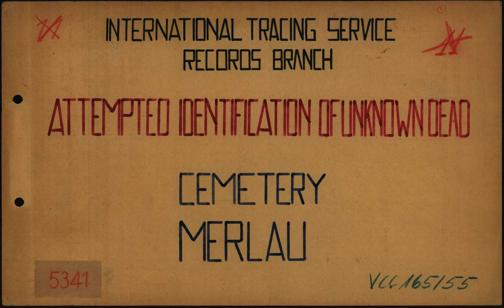 INTERNATIONAL TRACING SERVICE
RECORDS BRANCH
ATTEMPTED IDENTIFICATION OF UNKNOWN DEAD
CEMETERY
MERLAU
5341
VCC 165/55